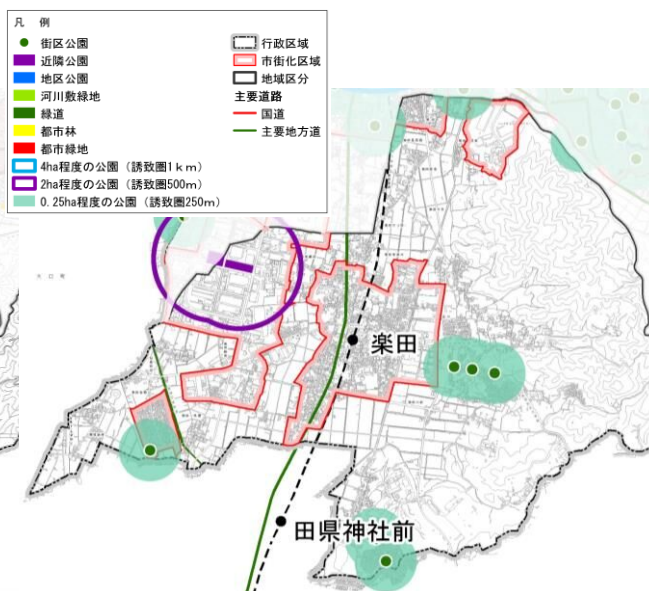 凡 例
街区公園
近隣公園
地区公園
河川敷緑地
緑道
都市林
都市緑地
4ha程度の公園（誘致圏1km）
2ha程度の公園（誘致圏500m）
0.25ha程度の公園（誘致圏250m）
行政区域
市街化区域
地域区分
主要道路
国道
主要地方道
楽田
田県神社前